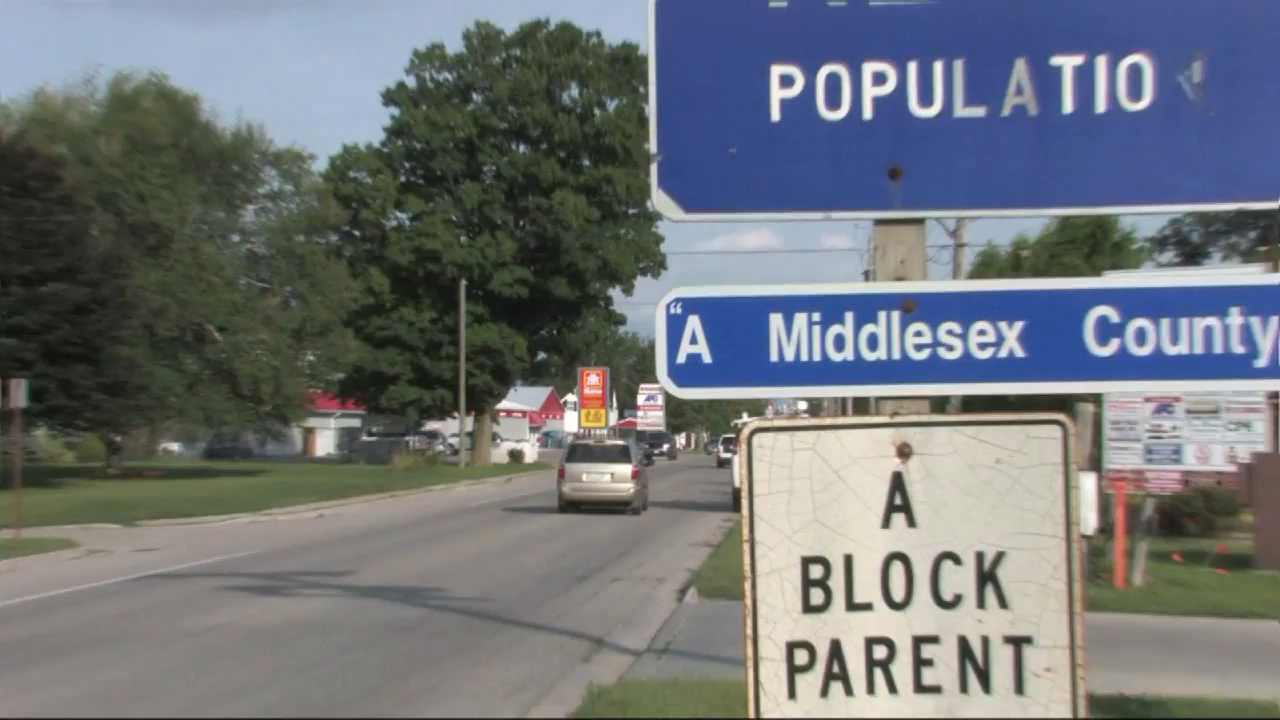 POPULATIO
“A Middlesex County
A
BLOCK
PARENT